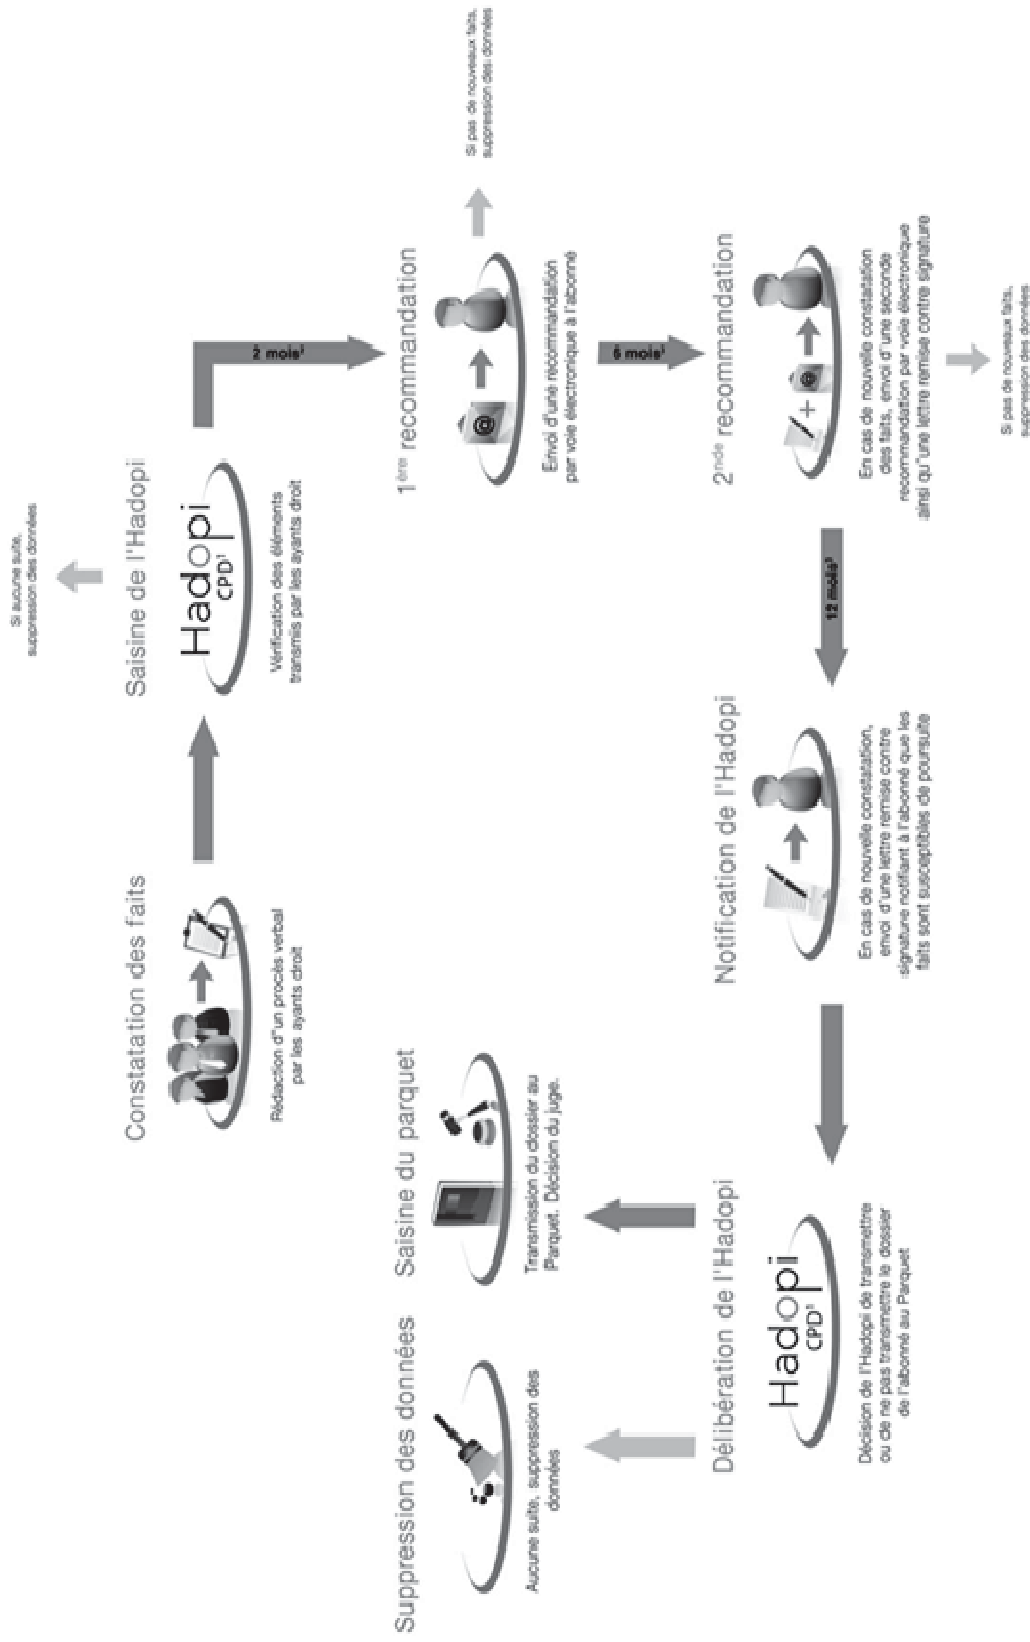 Constatation des faits
Rédaction d'un procès verbal
par les ayants droit
Saisine de l'Hadopi
Hadopi
CPD¹
Vérification des éléments
transmis par les ayants droit
Si aucune suite,
suppression des données
2 mois²
1ère recommandation
Envoi d'une recommandation
par voie électronique à l'abonné
Si pas de nouveaux faits,
suppression des données
6 mois³
2nde recommandation
En cas de nouvelle constatation
des faits, envoi d'une seconde
recommandation par voie électronique
ainsi qu'une lettre remise contre signature
Si pas de nouveaux faits,
suppression des données
12 mois³
Notification de l'Hadopi
En cas de nouvelle constatation,
envoi d'une lettre remise contre
signature notifiant à l'abonné que les
faits sont susceptibles de poursuite
Délibération de l'Hadopi
Hadopi
CPD¹
Décision de l'Hadopi de transmettre
ou de ne pas transmettre le dossier
de l'abonné au Parquet
Saisine du parquet
Transmission du dossier au
Parquet. Décision du juge.
Suppression des données
Aucune suite, suppression des
données